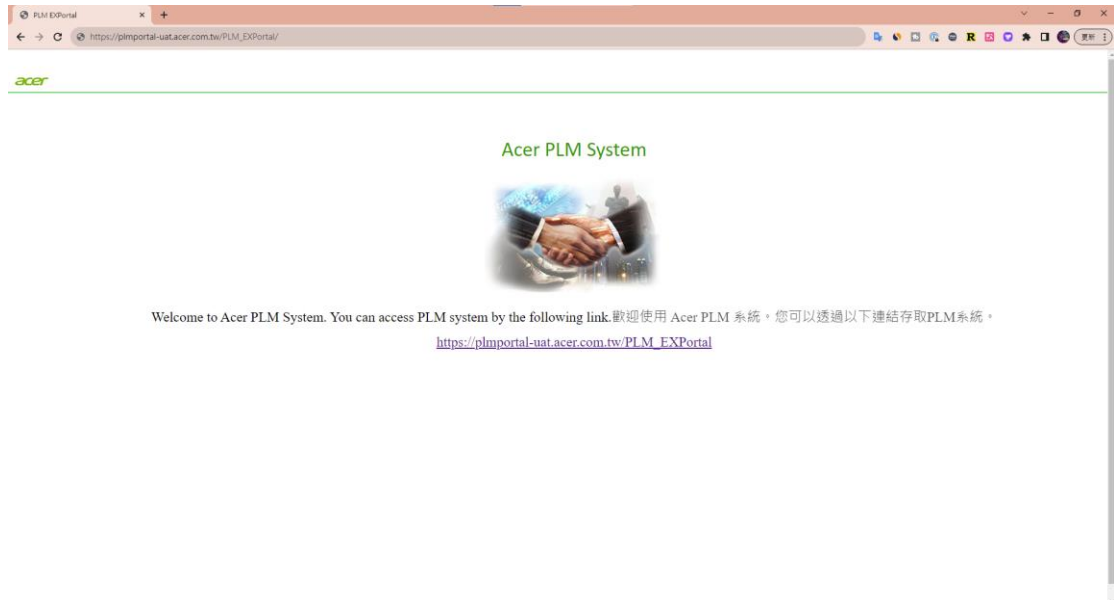 PLM EXPortal
https://plmportal-uat.acer.com.tw/PLM_EXPortal/
更新
acer
Acer PLM System
Welcome to Acer PLM System. You can access PLM system by the following link.歡迎使用 Acer PLM 系統。您可以透過以下連結存取PLM系統。
https://plmportal-uat.acer.com.tw/PLM_EXPortal